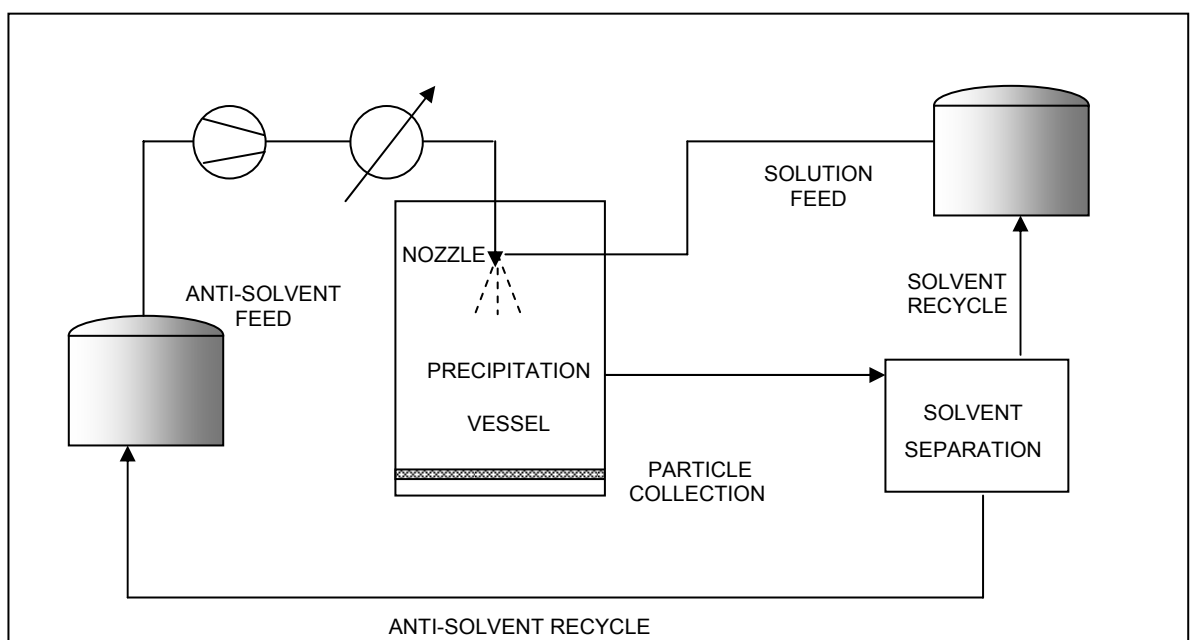 SOLUTION
FEED
NOZZLE
ANTI-SOLVENT
FEED
SOLVENT
RECYCLE
PRECIPITATION
VESSEL
SOLVENT
SEPARATION
PARTICLE
COLLECTION
ANTI-SOLVENT RECYCLE